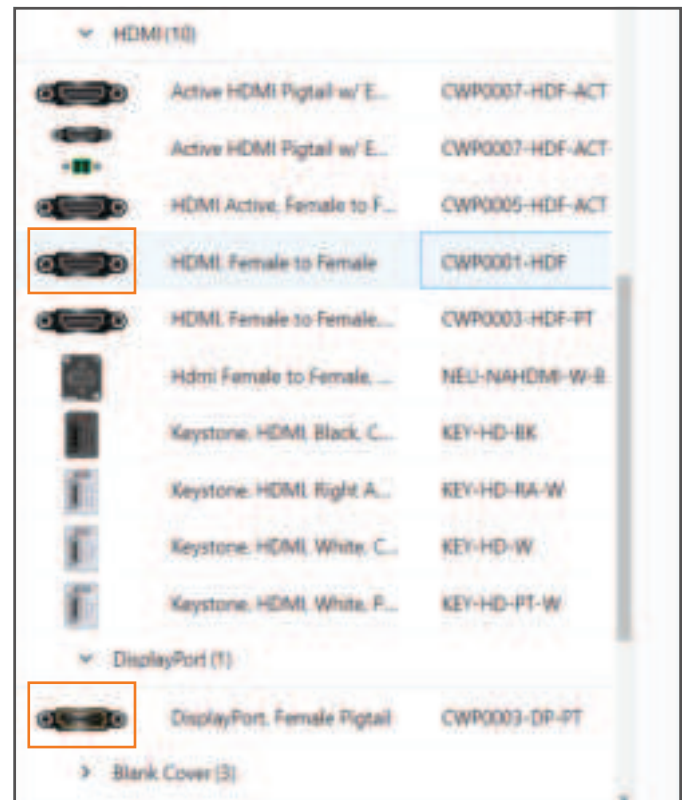 HDMI (10)
Active HDMI Pigtail w/ E... CWP0007-HDF-ACT
Active HDMI Pigtail w/ E... CWP0007-HDF-ACT-
HDMI Active, Female to F... CWP0005-HDF-ACT
HDMI, Female to Female CWP0001-HDF
HDMI, Female to Female,... CWP0003-HDF-PT
Hdmi Female to Female, ... NEU-NAHDMI-W-B
Keystone, HDMI, Black, C... KEY-HD-BK
Keystone, HDMI, Right A... KEY-HD-RA-W
Keystone, HDMI, White, C... KEY-HD-W
Keystone, HDMI, White, P... KEY-HD-PT-W
DisplayPort (1)
DisplayPort, Female Pigtail CWP0003-DP-PT
Blank Cover (3)